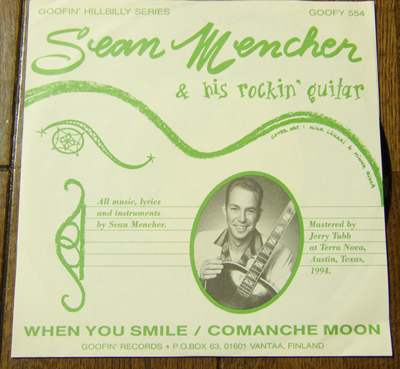 GOOFIN' HILLBILLY SERIES
GOOFY 554
Sean Mencher
& his rockin' guitar
COVER ART :
All music, lyrics
and instruments
by Sean Mencher.
Mastered by
Jerry Tubb
at Terra Nova,
Austin, Texas,
1994.
WHEN YOU SMILE / COMANCHE MOON
GOOFIN' RECORDS • P.O.BOX 63, 01601 VANTAA, FINLAND